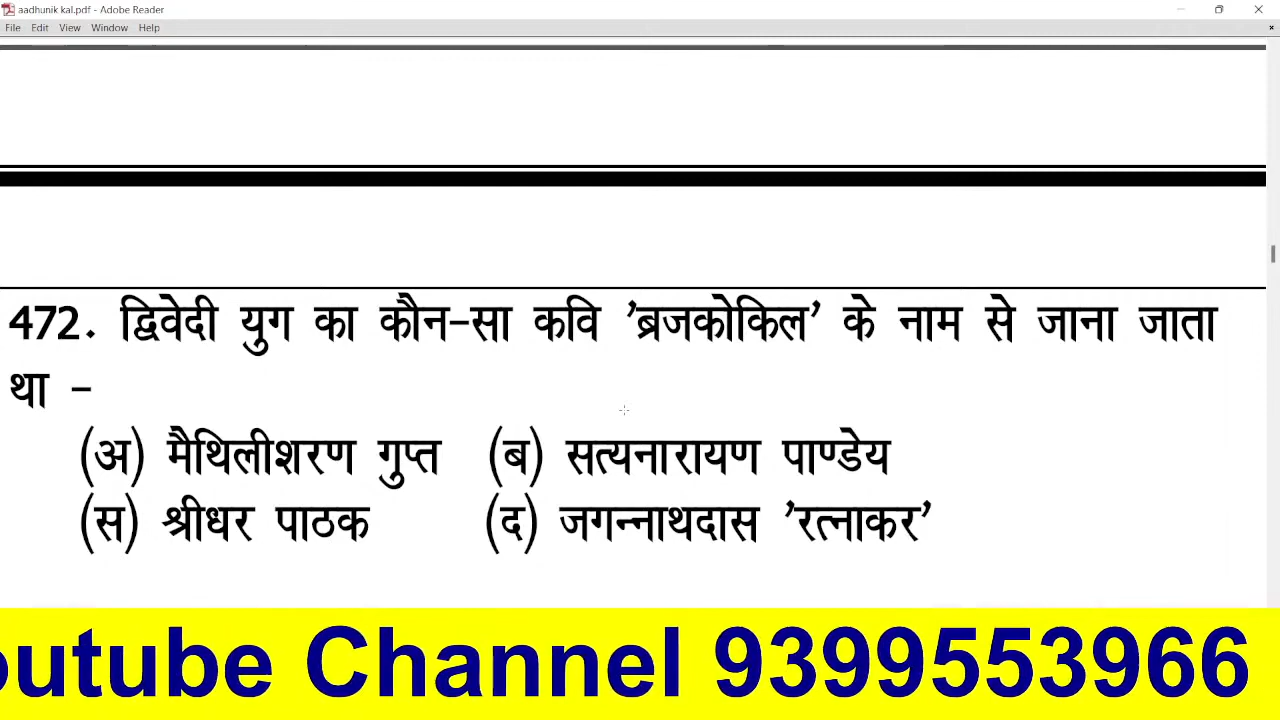 aadhunik kal.pdf - Adobe Reader
File Edit View Window Help
472. द्विवेदी युग का कौन-सा कवि 'ब्रजकोकिल' के नाम से जाना जाता
था -
(अ) मैथिलीशरण गुप्त (ब) सत्यनारायण पाण्डेय
(स) श्रीधर पाठक (द) जगन्नाथदास 'रत्नाकर'
outube Channel 9399553966